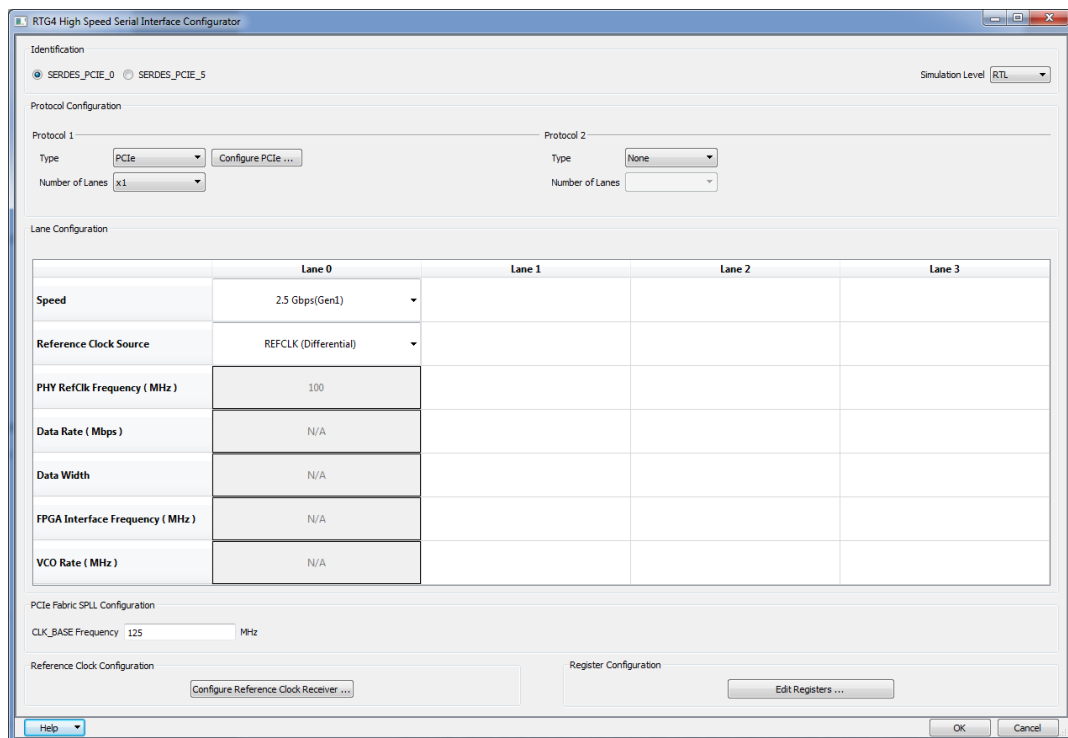 RTG4 High Speed Serial Interface Configurator
Identification
SERDES_PCIE_0 SERDES_PCIE_5 Simulation Level RTL
Protocol Configuration
Protocol 1 Protocol 2
Type PCIe Configure PCIe ... Type None
Number of Lanes x1 Number of Lanes
Lane Configuration
Lane 0 Lane 1 Lane 2 Lane 3
Speed 2.5 Gbps(Gen1)
Reference Clock Source REFCLK (Differential)
PHY RefClk Frequency ( MHz ) 100
Data Rate ( Mbps ) N/A
Data Width N/A
FPGA Interface Frequency ( MHz ) N/A
VCO Rate ( MHz ) N/A
PCIe Fabric SPLL Configuration
CLK_BASE Frequency 125 MHz
Reference Clock Configuration Register Configuration
Configure Reference Clock Receiver ... Edit Registers ...
Help OK Cancel